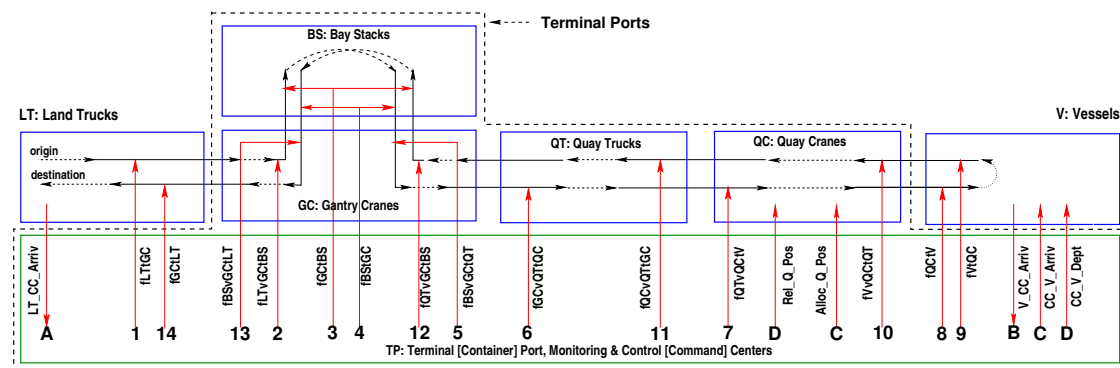 Terminal Ports
BS: Bay Stacks
LT: Land Trucks
V: Vessels
origin
QT: Quay Trucks
QC: Quay Cranes
destination
GC: Gantry Cranes
LT_CC_Arriv
fLTtGC
fGCtLT
fBSvGCtLT
fLTvGCtBS
fGCtBS
fBStGC
fQTvGCtBS
fBSvGCtQT
fGCvQTtQC
fQCvQTtGC
fQTvQCtV
Rel_Q_Pos
Alloc_Q_Pos
fVvQCtQT
fQCtV
fVtQC
V_CC_Arriv
CC_V_Arriv
CC_V_Dept
A 1 14 13 2 3 4 12 5 6 11 7 D C 10 8 9 B C D
TP: Terminal [Container] Port, Monitoring & Control [Command] Centers